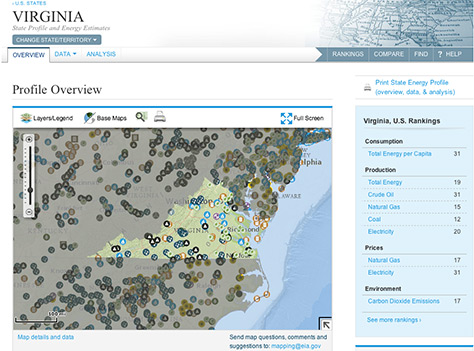 ‹ U.S. STATES
VIRGINIA
State Profile and Energy Estimates
CHANGE STATE/TERRITORY ▾
OVERVIEW DATA ▾ ANALYSIS RANKINGS COMPARE FIND ? HELP
Profile Overview
Layers/Legend Base Maps Full Screen
Washington
Richmond
VIRGINIA
Map details and data
Send map questions, comments and
suggestions to: mapping@eia.gov
Print State Energy Profile
(overview, data, & analysis)
Virginia, U.S. Rankings
Consumption
Total Energy per Capita 31
Production
Total Energy 19
Crude Oil 31
Natural Gas 15
Coal 12
Electricity 20
Prices
Natural Gas 17
Electricity 31
Environment
Carbon Dioxide Emissions 17
See more rankings ›